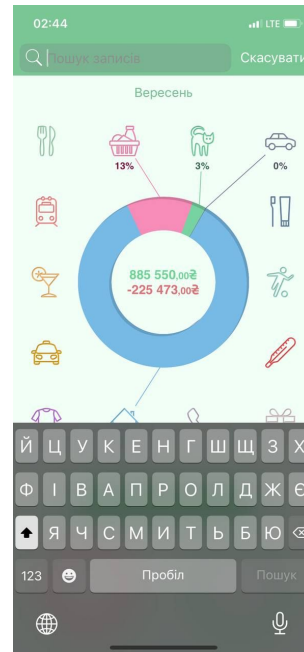 02:44
LTE
Пошук записів
Скасувати
Вересень
13%
3%
0%
885 550,00₴
-225 473,00₴
Й Ц У К Е Н Г Ш Щ З Х
Ф І В А П Р О Л Д Ж Є
Я Ч С М И Т Ь Б Ю
123
Пробіл
Пошук